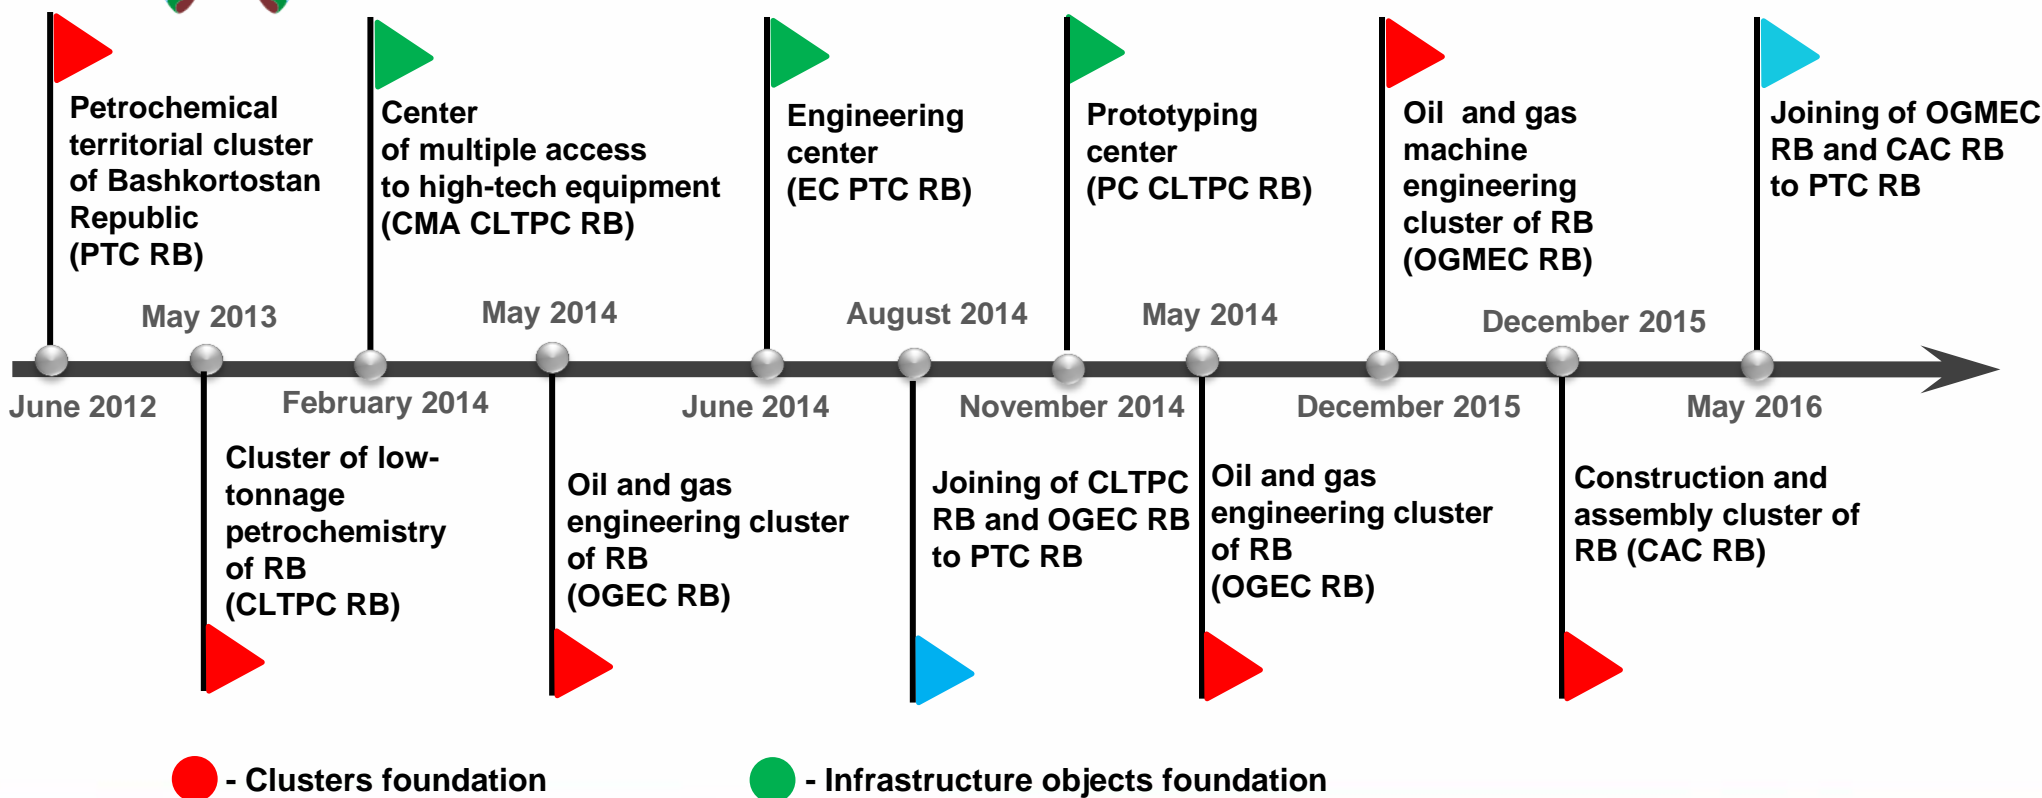 Petrochemical
territorial cluster
of Bashkortostan
Republic
(PTC RB)
Center
of multiple access
to high-tech equipment
(CMA CLTPC RB)
Engineering
center
(EC PTC RB)
Prototyping
center
(PC CLTPC RB)
Oil and gas
machine
engineering
cluster of RB
(OGMEC RB)
Joining of OGMEC
RB and CAC RB
to PTC RB
May 2013
May 2014
August 2014
May 2014
December 2015
June 2012
February 2014
June 2014
November 2014
December 2015
May 2016
Cluster of low-
tonnage
petrochemistry
of RB
(CLTPC RB)
Oil and gas
engineering cluster
of RB
(OGEC RB)
Joining of CLTPC
RB and OGEC RB
to PTC RB
Oil and gas
engineering cluster
of RB
(OGEC RB)
Construction and
assembly cluster of
RB (CAC RB)
- Clusters foundation
- Infrastructure objects foundation